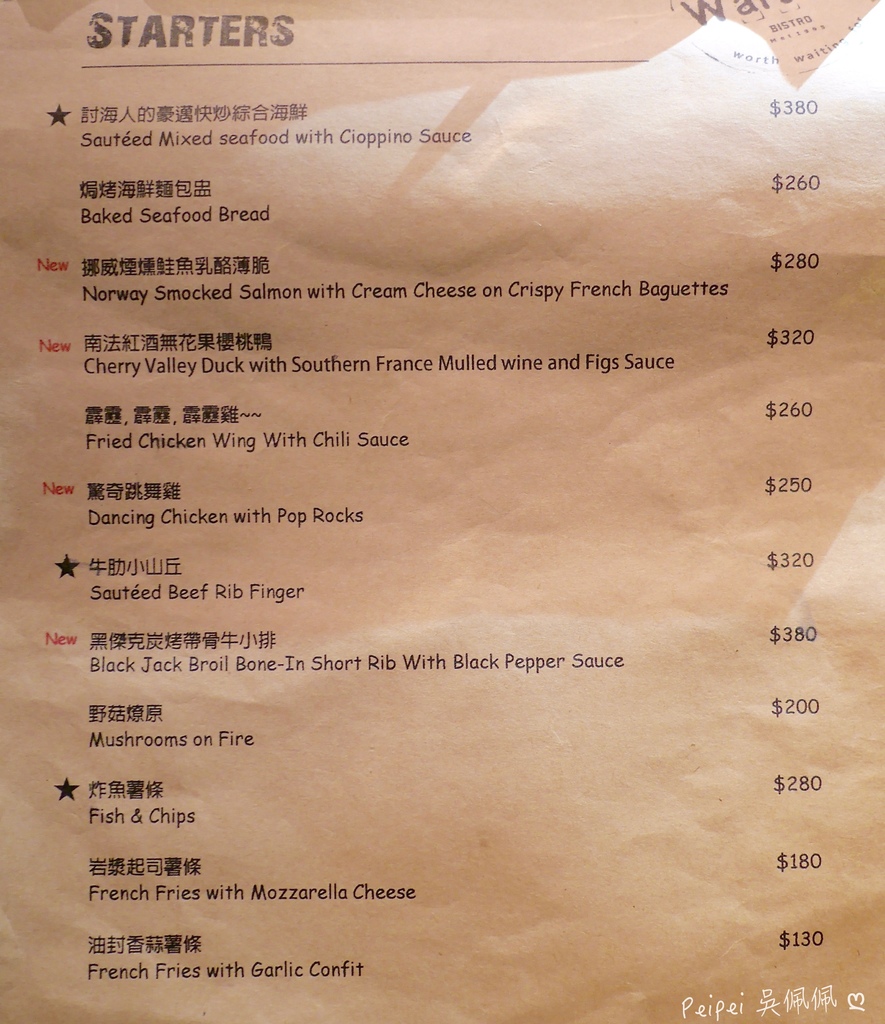 STARTERS
BISTRO
worth waiting
★ 討海人的豪邁快炒綜合海鮮 $380
Sautéed Mixed seafood with Cioppino Sauce
焗烤海鮮麵包盅 $260
Baked Seafood Bread
New 挪威煙燻鮭魚乳酪薄脆 $280
Norway Smocked Salmon with Cream Cheese on Crispy French Baguettes
New 南法紅酒無花果櫻桃鴨 $320
Cherry Valley Duck with Southern France Mulled wine and Figs Sauce
霹靂, 霹靂, 霹靂雞~~ $260
Fried Chicken Wing With Chili Sauce
New 驚奇跳舞雞 $250
Dancing Chicken with Pop Rocks
★ 牛肋小山丘 $320
Sautéed Beef Rib Finger
New 黑傑克炭烤帶骨牛小排 $380
Black Jack Broil Bone-In Short Rib With Black Pepper Sauce
野菇燎原 $200
Mushrooms on Fire
★ 炸魚薯條 $280
Fish & Chips
岩漿起司薯條 $180
French Fries with Mozzarella Cheese
油封香蒜薯條 $130
French Fries with Garlic Confit
Peipei 吳佩佩